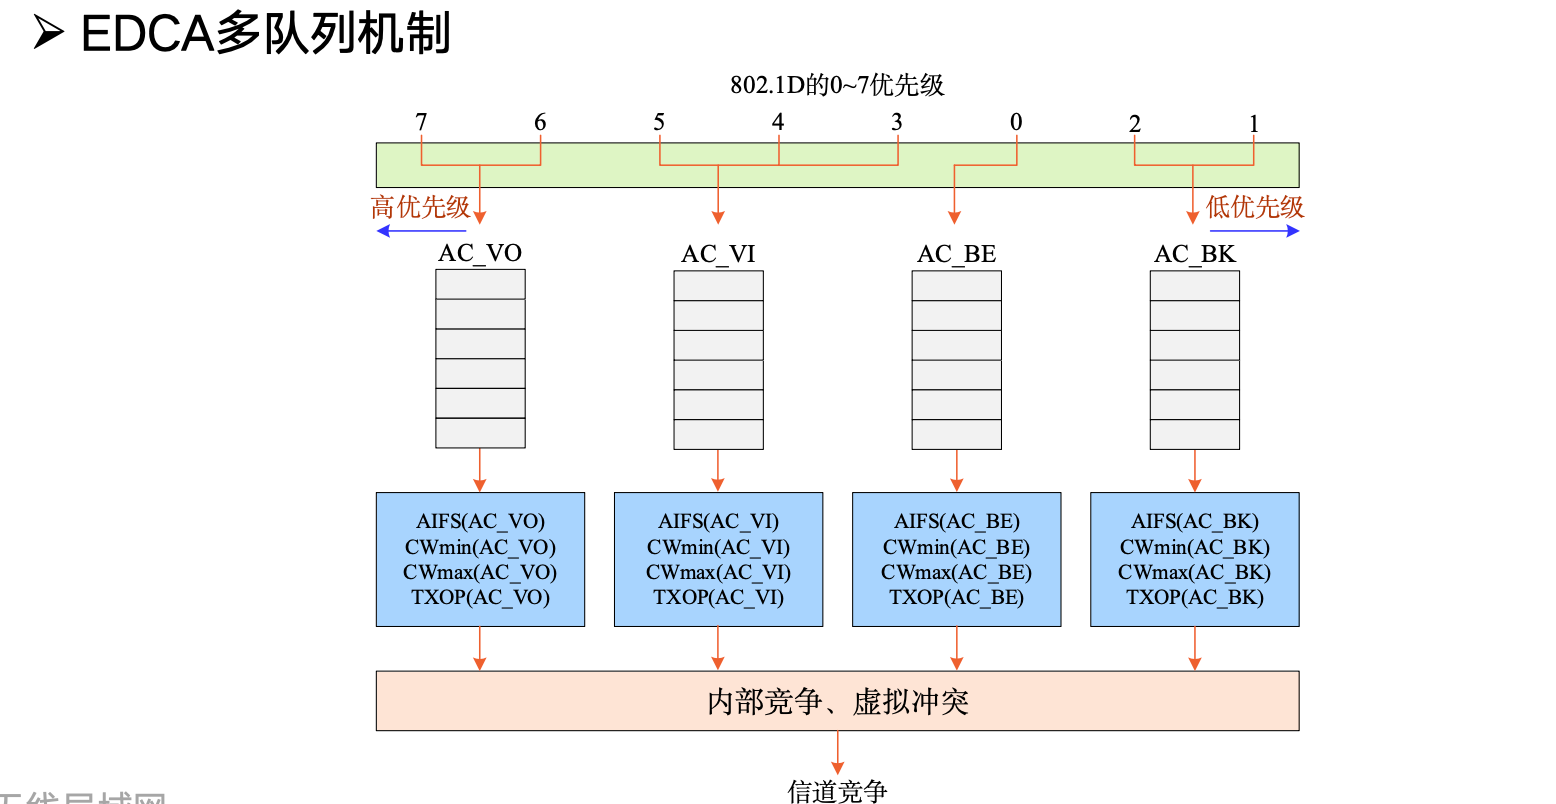 ➢ EDCA多队列机制
802.1D的0~7优先级
7 6 5 4 3 0 2 1
高优先级 低优先级
AC_VO AC_VI AC_BE AC_BK
AIFS(AC_VO)
CWmin(AC_VO)
CWmax(AC_VO)
TXOP(AC_VO)
AIFS(AC_VI)
CWmin(AC_VI)
CWmax(AC_VI)
TXOP(AC_VI)
AIFS(AC_BE)
CWmin(AC_BE)
CWmax(AC_BE)
TXOP(AC_BE)
AIFS(AC_BK)
CWmin(AC_BK)
CWmax(AC_BK)
TXOP(AC_BK)
内部竞争、虚拟冲突
信道竞争